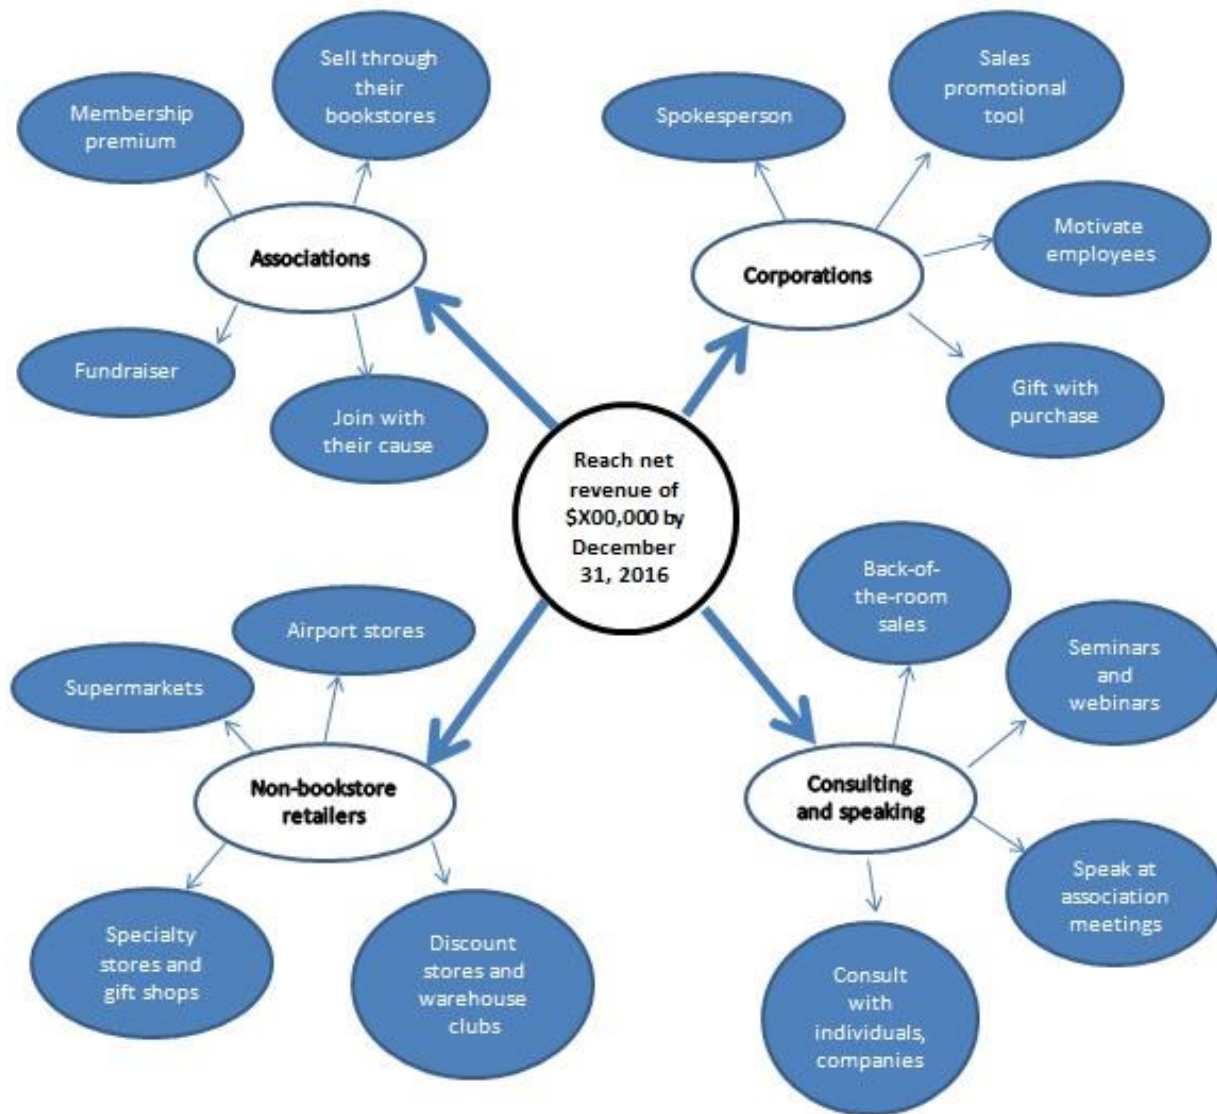 Sell through
their
bookstores
Membership
premium
Associations
Fundraiser
Join with
their cause
Sales
promotional
tool
Spokesperson
Motivate
employees
Corporations
Gift with
purchase
Reach net
revenue of
$X00,000 by
December
31, 2016
Airport stores
Supermarkets
Non-bookstore
retailers
Specialty
stores and
gift shops
Discount
stores and
warehouse
clubs
Back-of-
the-room
sales
Seminars
and
webinars
Consulting
and speaking
Speak at
association
meetings
Consult
with
individuals,
companies